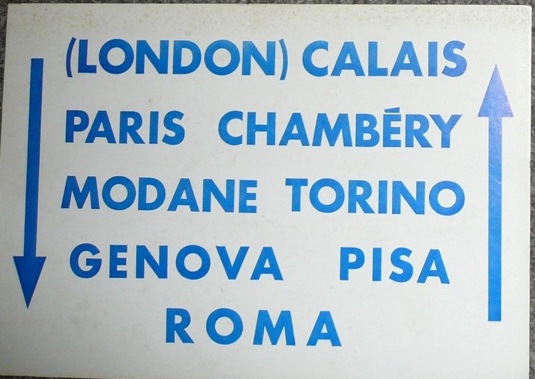 (LONDON) CALAIS
PARIS CHAMBÉRY
MODANE TORINO
GENOVA PISA
ROMA